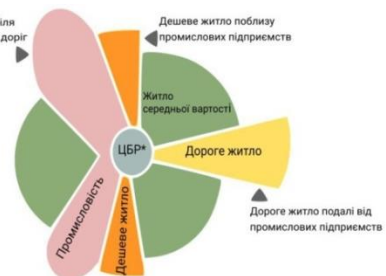 іля
доріг
Дешеве житло поблизу
промислових підприємств
Житло
середньої вартості
ЦБР*
Дороге житло
Промисловість
Дешеве житло
Дороге житло подалі від
промислових підприємств